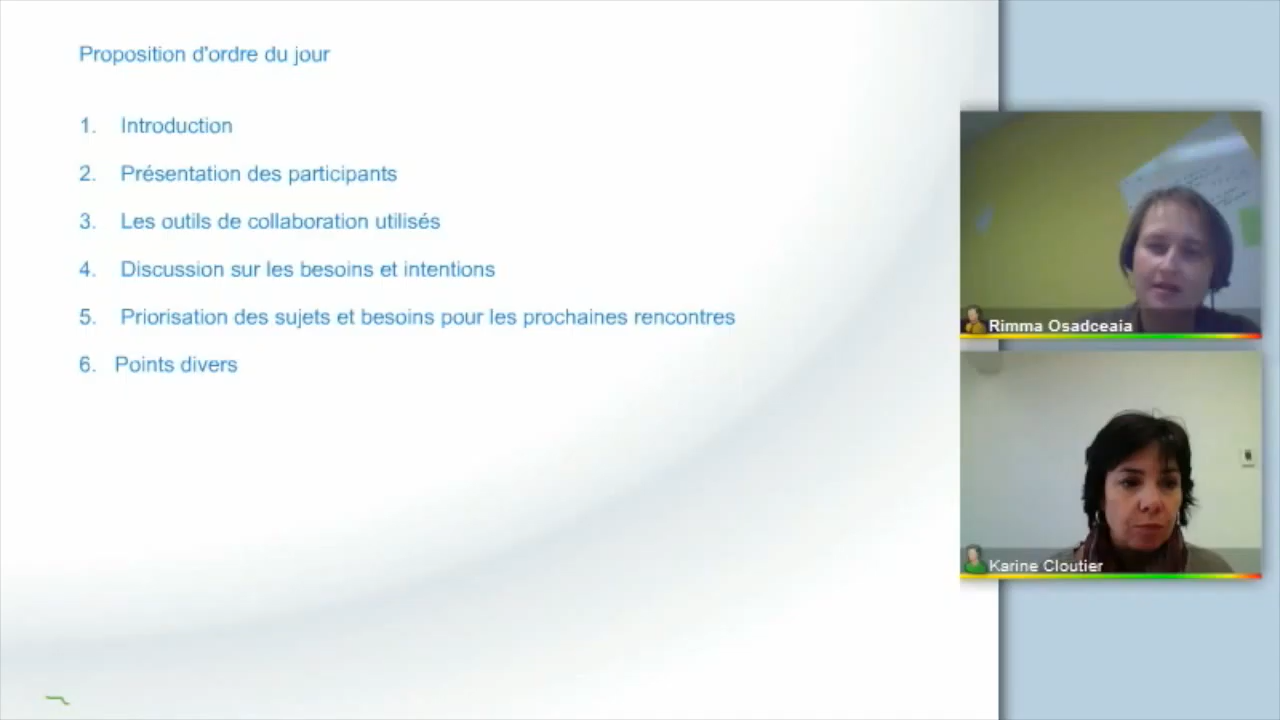 Proposition d'ordre du jour
1. Introduction
2. Présentation des participants
3. Les outils de collaboration utilisés
4. Discussion sur les besoins et intentions
5. Priorisation des sujets et besoins pour les prochaines rencontres
6. Points divers
Rimma Osadceaia
Karine Cloutier